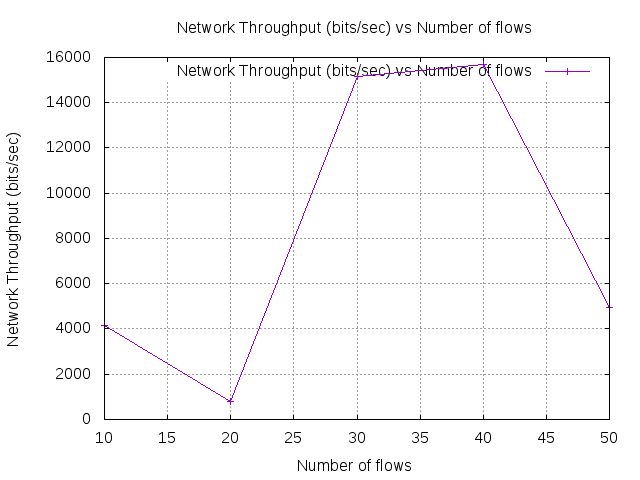 Network Throughput (bits/sec) vs Number of flows
16000
Network Throughput (bits/sec) vs Number of flows
14000
12000
10000
8000
6000
4000
2000
0
Network Throughput (bits/sec)
10 15 20 25 30 35 40 45 50
Number of flows